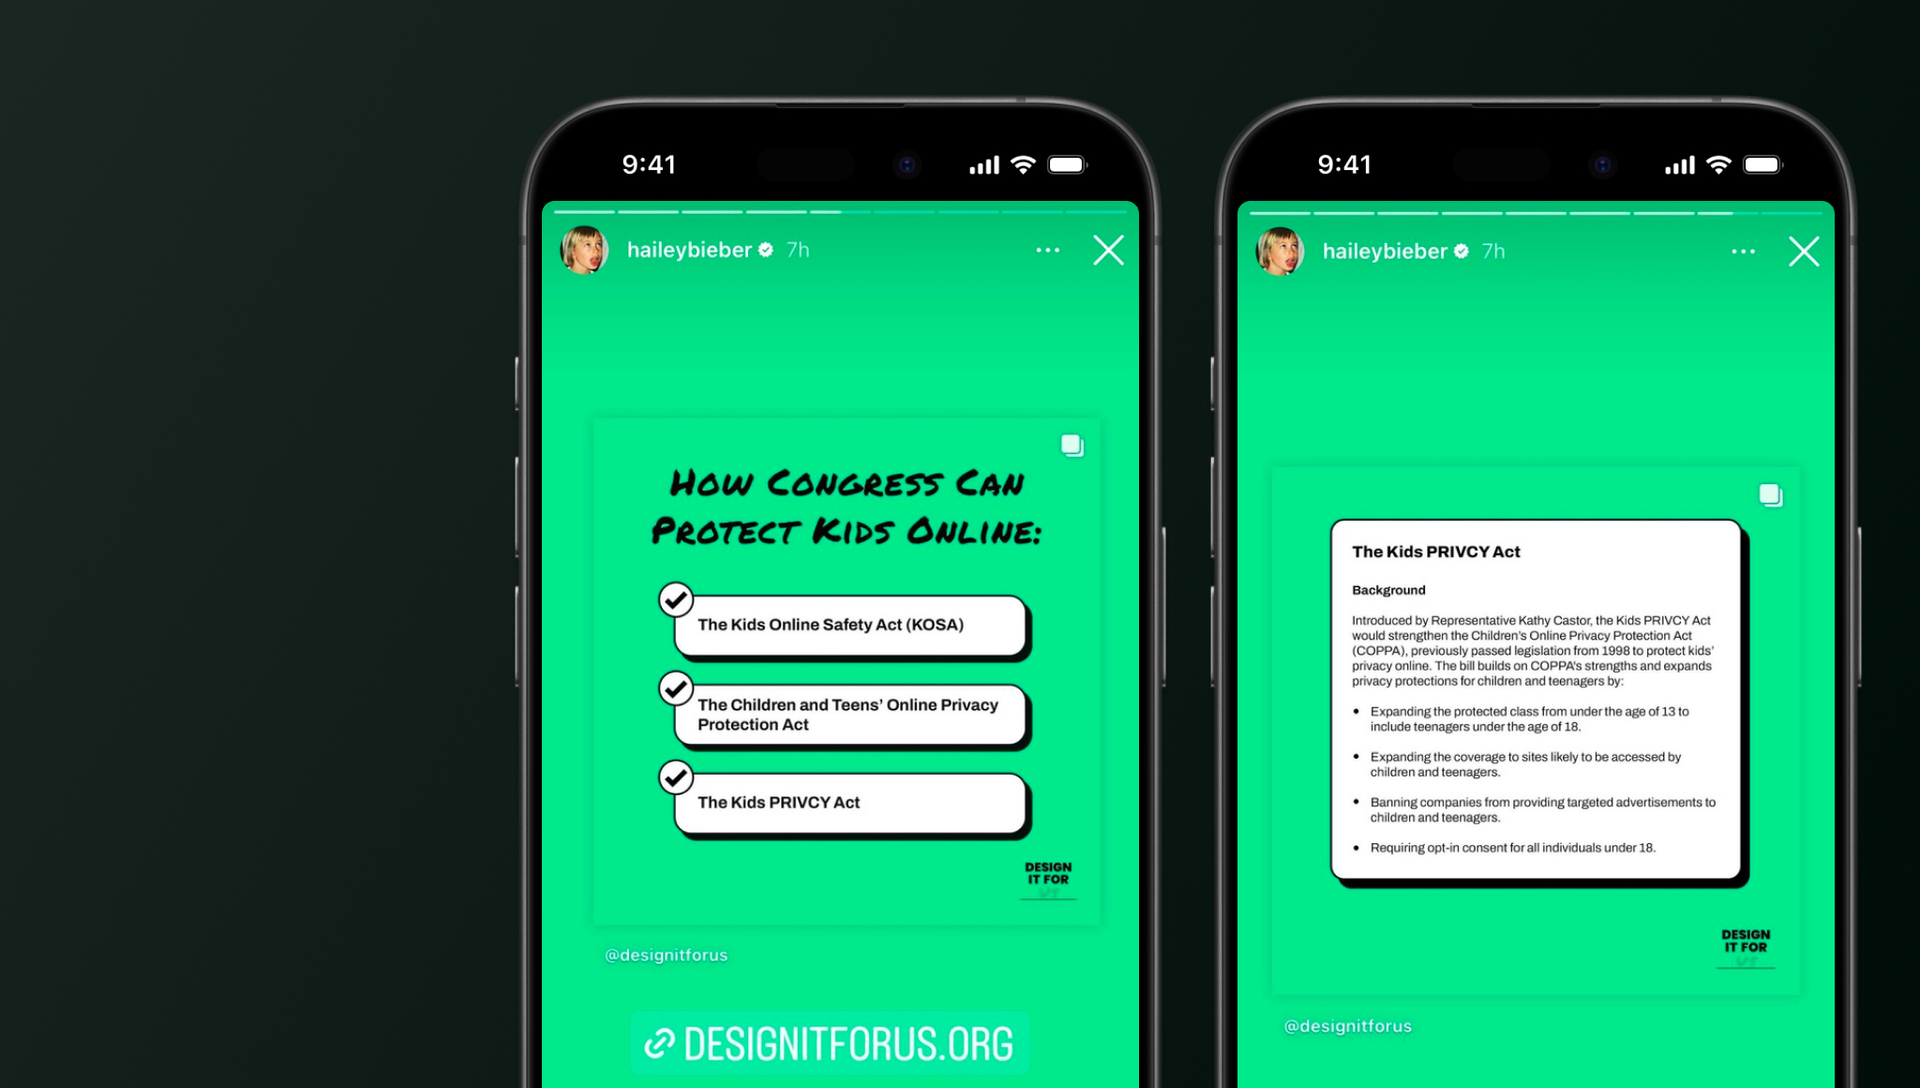 9:41
haileybieber 7h
How Congress Can
Protect Kids Online:
The Kids Online Safety Act (KOSA)
The Children and Teens’ Online Privacy
Protection Act
The Kids PRIVCY Act
DESIGN
IT FOR
US
@designitforus
DESIGNITFORUS.ORG
9:41
haileybieber 7h
The Kids PRIVCY Act
Background
Introduced by Representative Kathy Castor, the Kids PRIVCY Act
would strengthen the Children’s Online Privacy Protection Act
(COPPA), previously passed legislation from 1998 to protect kids’
privacy online. The bill builds on COPPA's strengths and expands
privacy protections for children and teenagers by:
• Expanding the protected class from under the age of 13 to
include teenagers under the age of 18.
• Expanding the coverage to sites likely to be accessed by
children and teenagers.
• Banning companies from providing targeted advertisements to
children and teenagers.
• Requiring opt-in consent for all individuals under 18.
DESIGN
IT FOR
US
@designitforus